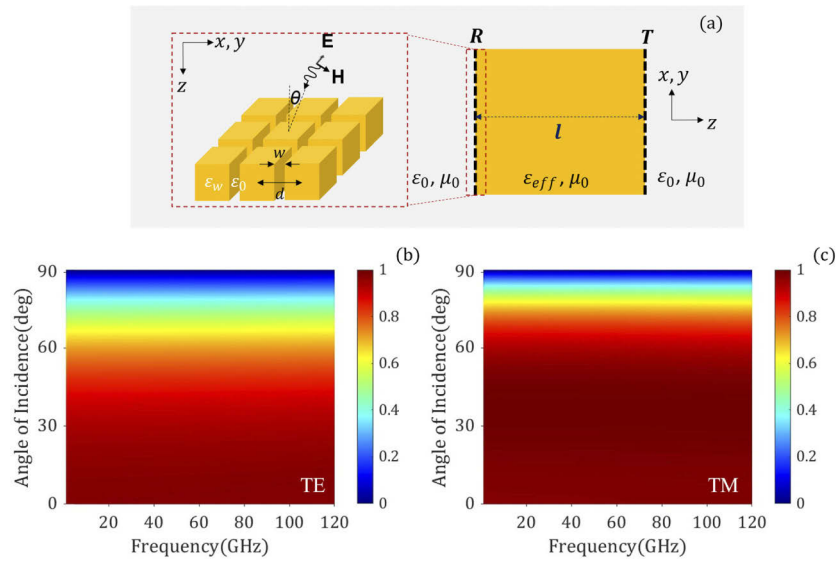 (a)
x, y
z
E
H
θ
w
d
ε_w ε_0
R
T
l
ε_0, μ_0
ε_eff, μ_0
ε_0, μ_0
x, y
z
(b)
Angle of Incidence(deg)
90
60
30
0
20 40 60 80 100 120
Frequency(GHz)
TE
1
0.8
0.6
0.4
0.2
0
(c)
Angle of Incidence(deg)
90
60
30
0
20 40 60 80 100 120
Frequency(GHz)
TM
1
0.8
0.6
0.4
0.2
0